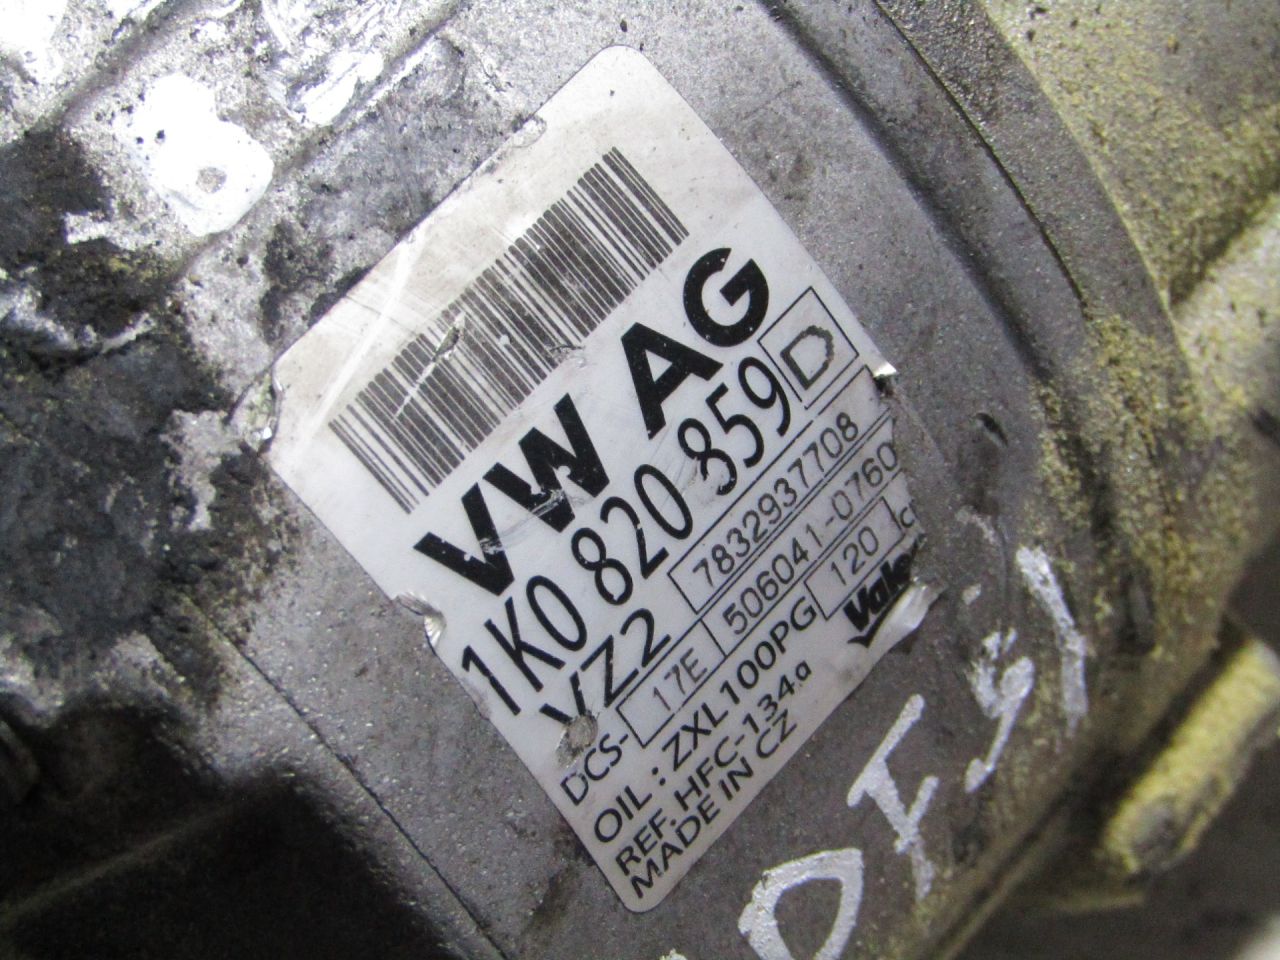 VW AG
1K0 820 859 D
YZ2 7832937708
DCS-17E 506041-0760
OIL : ZXL100PG 120
REF. HFC-134a
MADE IN CZ